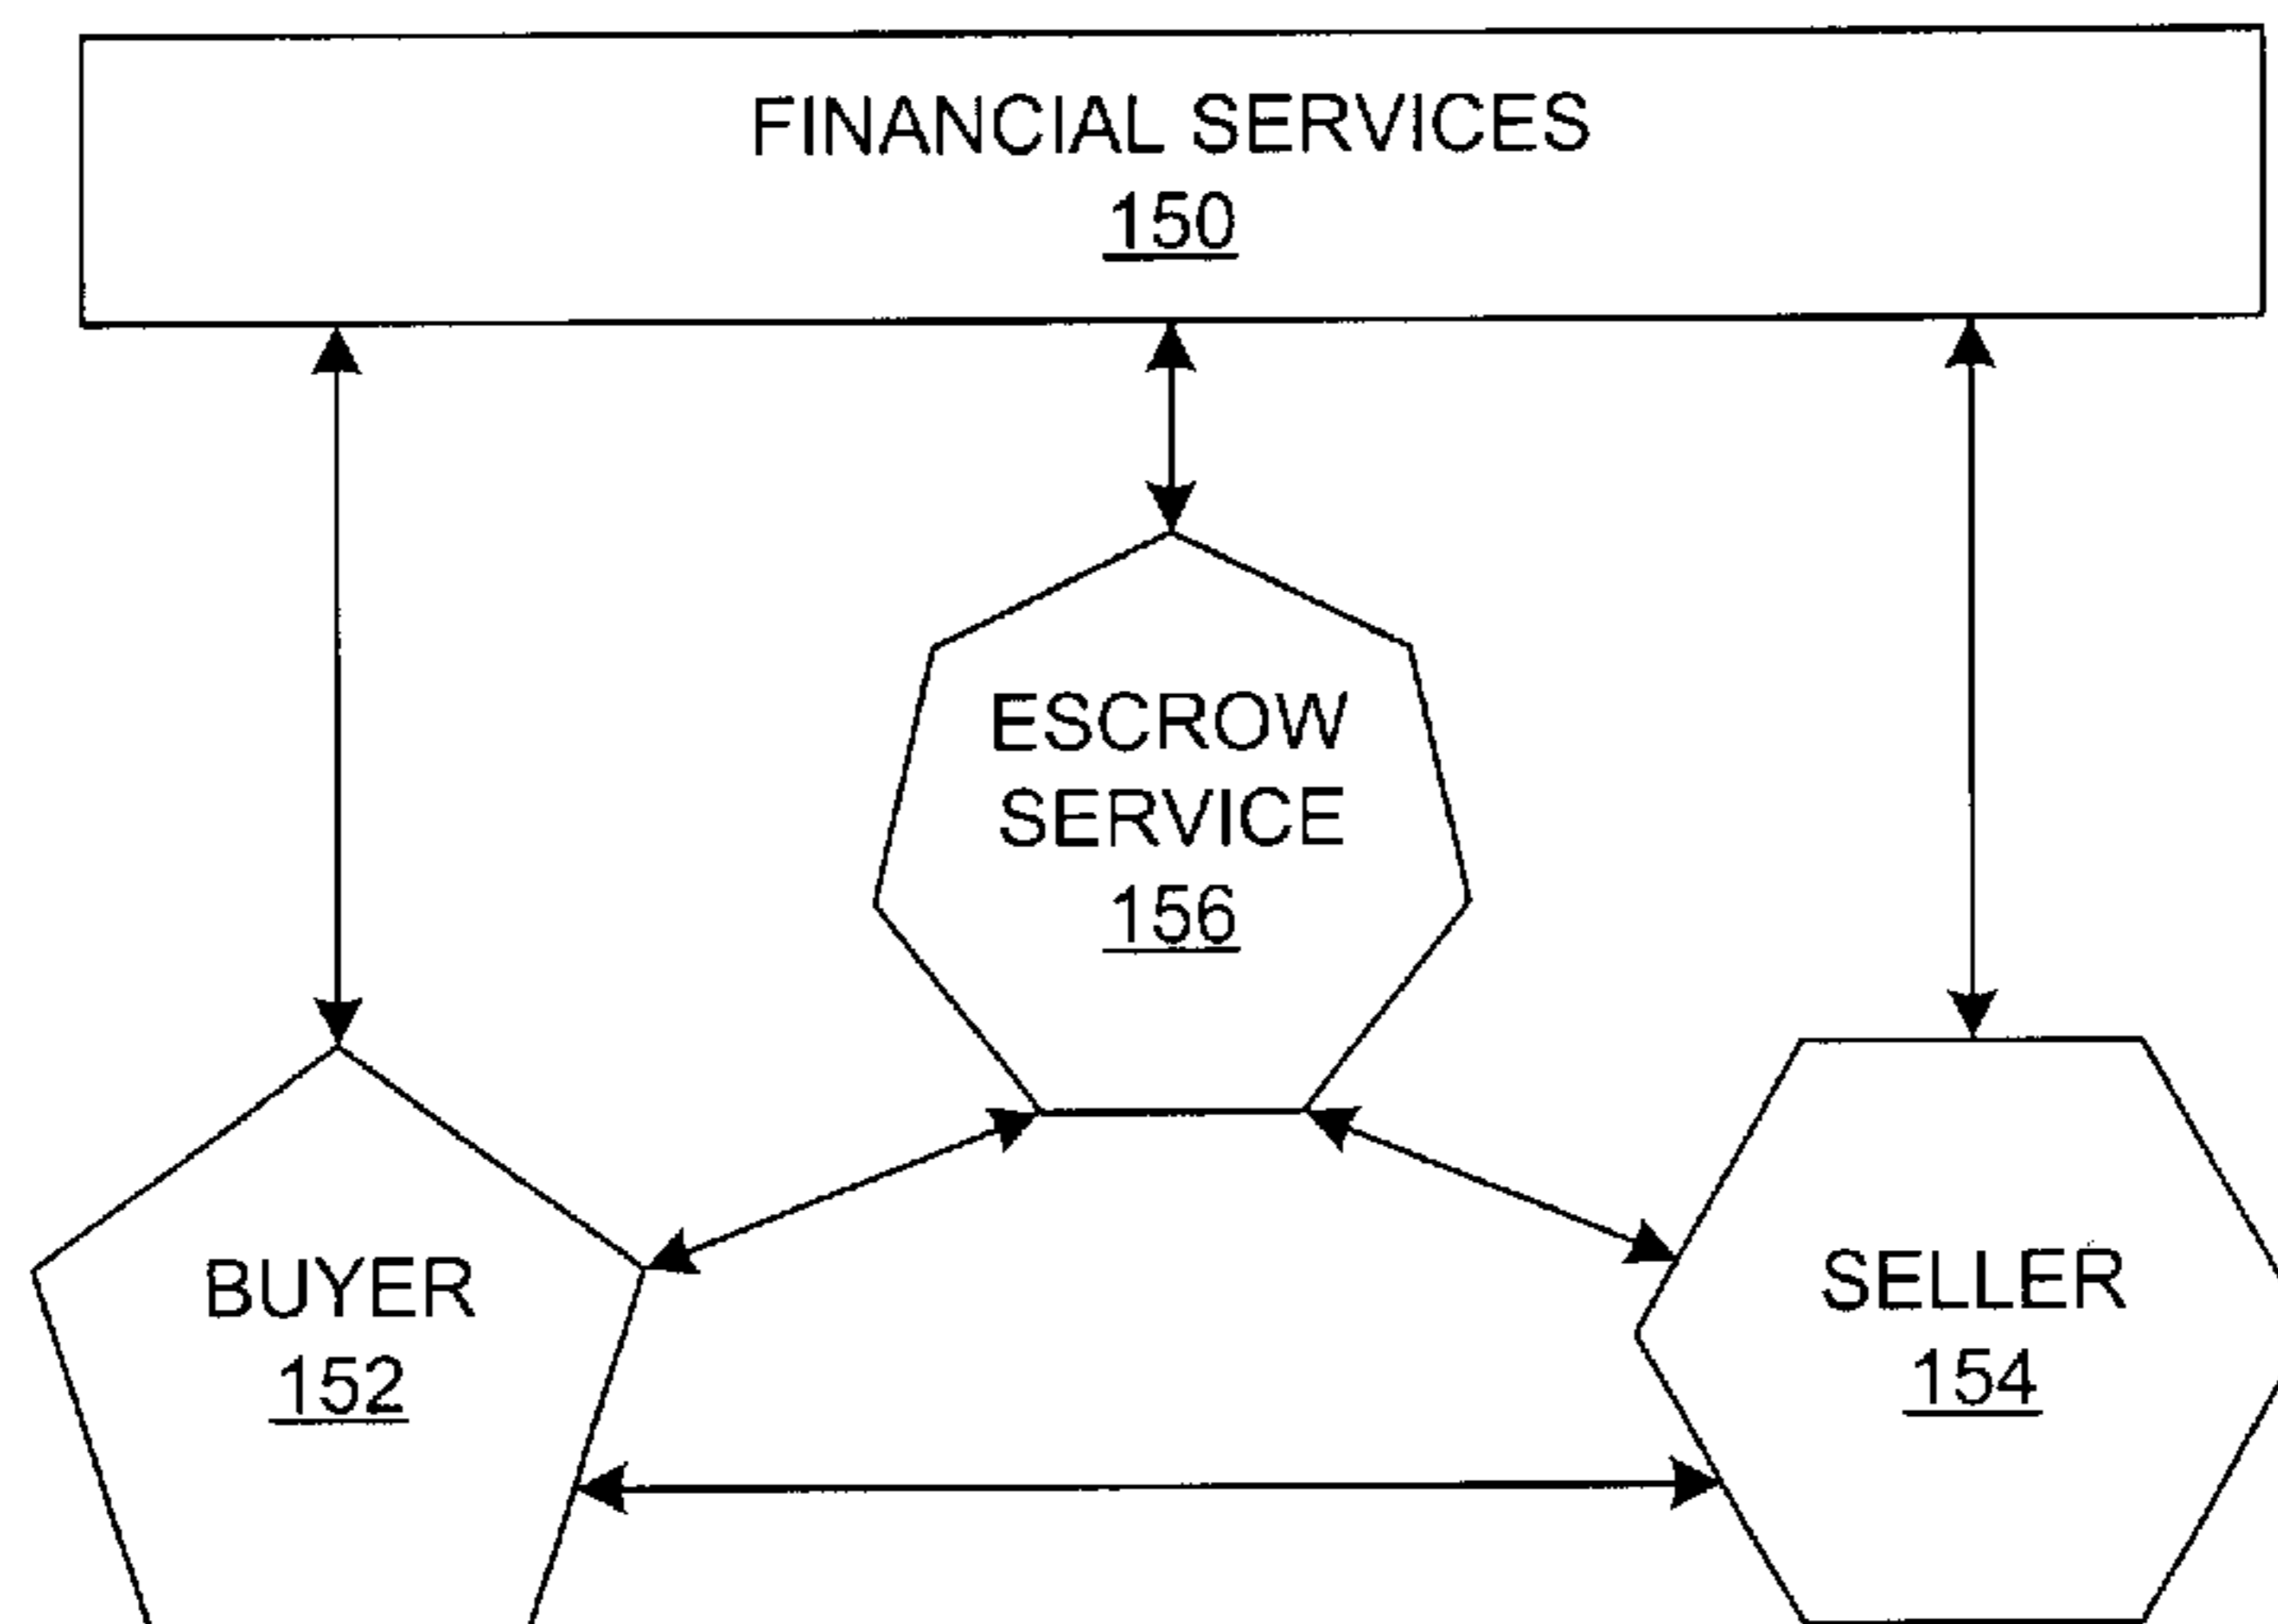 FINANCIAL SERVICES
150
ESCROW
SERVICE
156
BUYER
152
SELLER
154